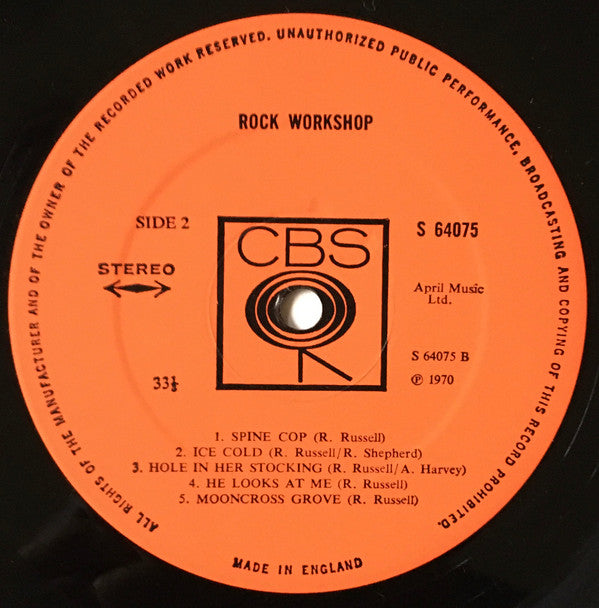 ALL RIGHTS OF THE MANUFACTURER AND OF THE OWNER OF THE RECORDED WORK RESERVED. UNAUTHORIZED PUBLIC PERFORMANCE, BROADCASTING AND COPYING OF THIS RECORD PROHIBITED.
ROCK WORKSHOP
SIDE 2
S 64075
CBS
STEREO
April Music
Ltd.
S 64075 B
33⅓
℗ 1970
1. SPINE COP (R. Russell)
2. ICE COLD (R. Russell/R. Shepherd)
3. HOLE IN HER STOCKING (R. Russell/A. Harvey)
4. HE LOOKS AT ME (R. Russell)
5. MOONCROSS GROVE (R. Russell)
MADE IN ENGLAND